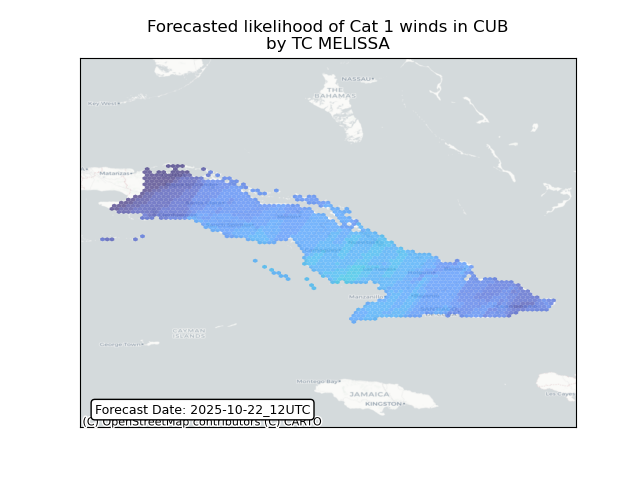 Forecasted likelihood of Cat 1 winds in CUB
by TC MELISSA
NASSAU
THE
BAHAMAS
Key West
Matanzas
Manzanillo
CAYMAN
ISLANDS
George Town
Montego Bay
JAMAICA
KINGSTON
Les Cayes
Forecast Date: 2025-10-22_12UTC
(C) OpenStreetMap contributors (C) CARTO